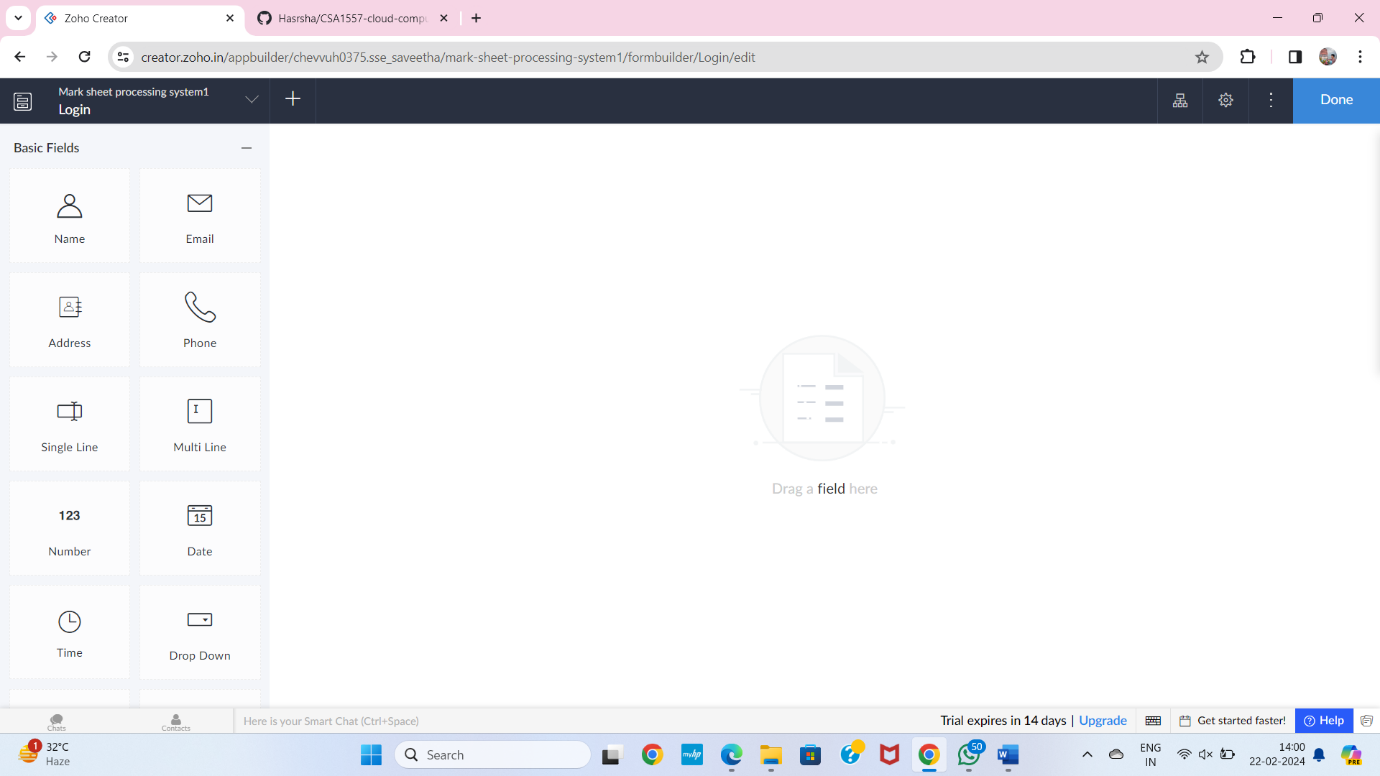 Zoho Creator
Hasrsha/CSA1557-cloud-compu
creator.zoho.in/appbuilder/chevvuh0375.sse_saveetha/mark-sheet-processing-system1/formbuilder/Login/edit
Mark sheet processing system1
Login
Done
Basic Fields
Name
Email
Address
Phone
Single Line
I
Multi Line
123
Number
15
Date
Time
Drop Down
Drag a field here
Chats
Contacts
Here is your Smart Chat (Ctrl+Space)
Trial expires in 14 days | Upgrade
Get started faster!
? Help
1
32°C
Haze
Search
myhp
?
50
W
ENG
IN
14:00
22-02-2024
PRE